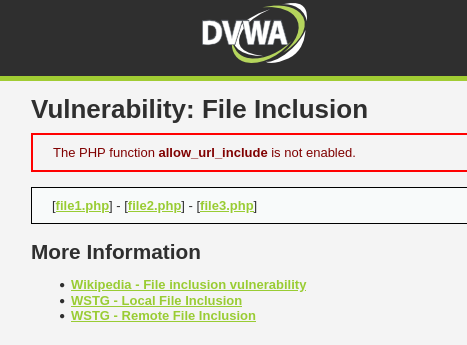 DVWA
Vulnerability: File Inclusion
The PHP function allow_url_include is not enabled.
[file1.php] - [file2.php] - [file3.php]
More Information
• Wikipedia - File inclusion vulnerability
• WSTG - Local File Inclusion
• WSTG - Remote File Inclusion